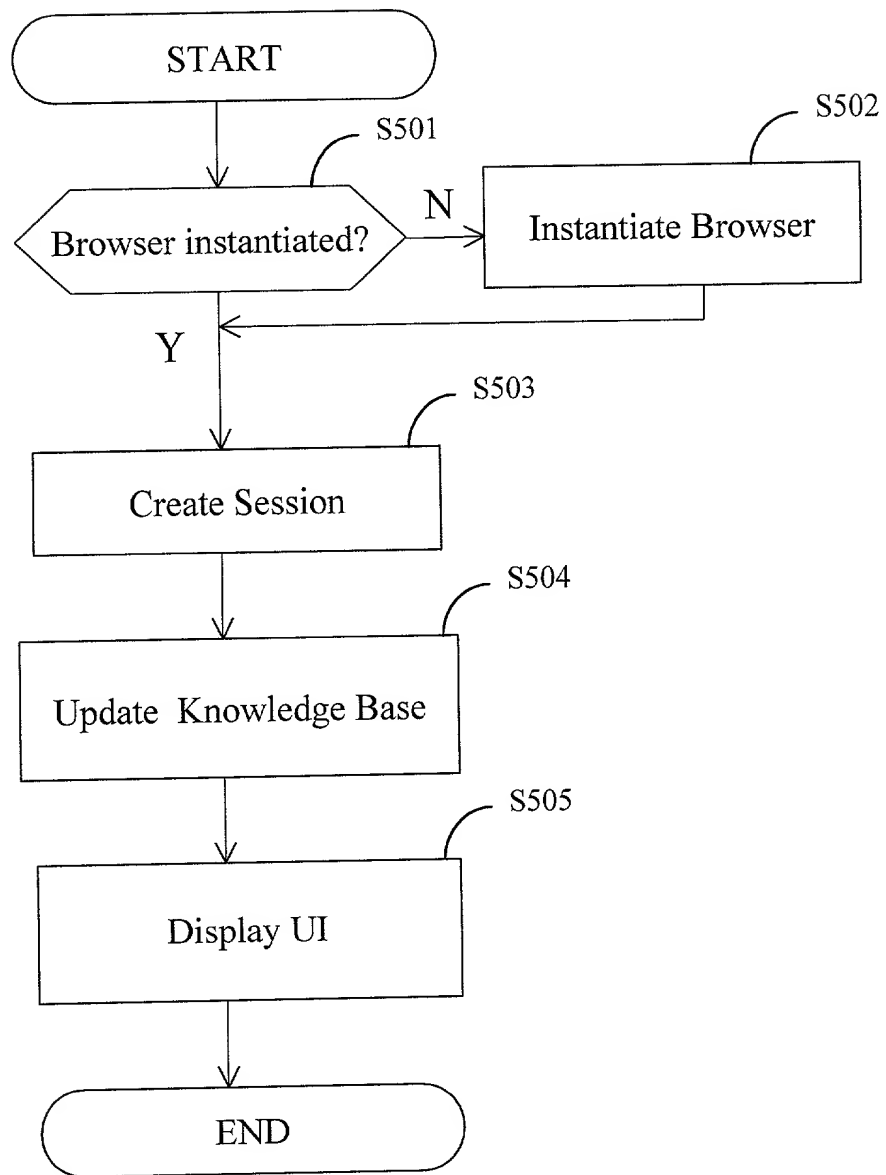 START
S501
S502
Browser instantiated?
N
Instantiate Browser
Y
S503
Create Session
S504
Update Knowledge Base
S505
Display UI
END